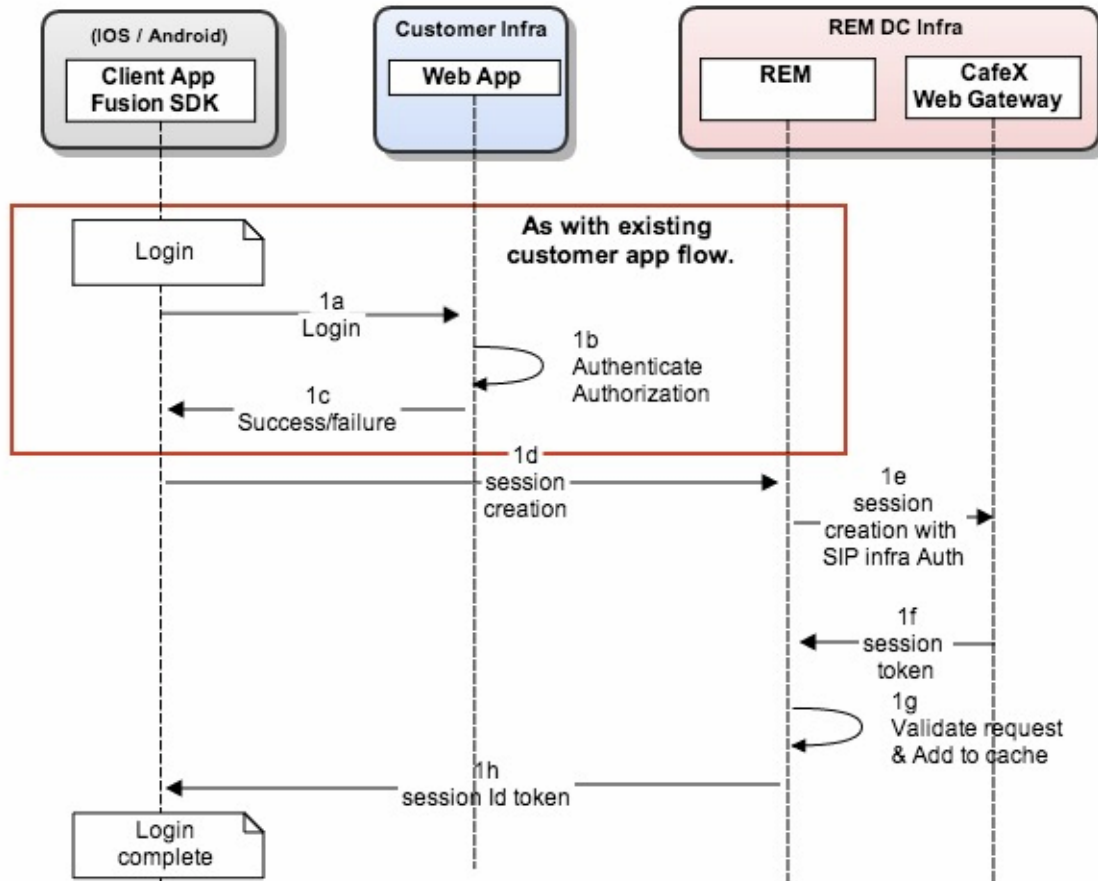 (IOS / Android)
Client App
Fusion SDK
Customer Infra
Web App
REM DC Infra
REM
CafeX
Web Gateway
As with existing
customer app flow.
Login
1a
Login
1b
Authenticate
Authorization
1c
Success/failure
1d
session
creation
1e
session
creation with
SIP infra Auth
1f
session
token
1g
Validate request
& Add to cache
1h
session Id token
Login
complete